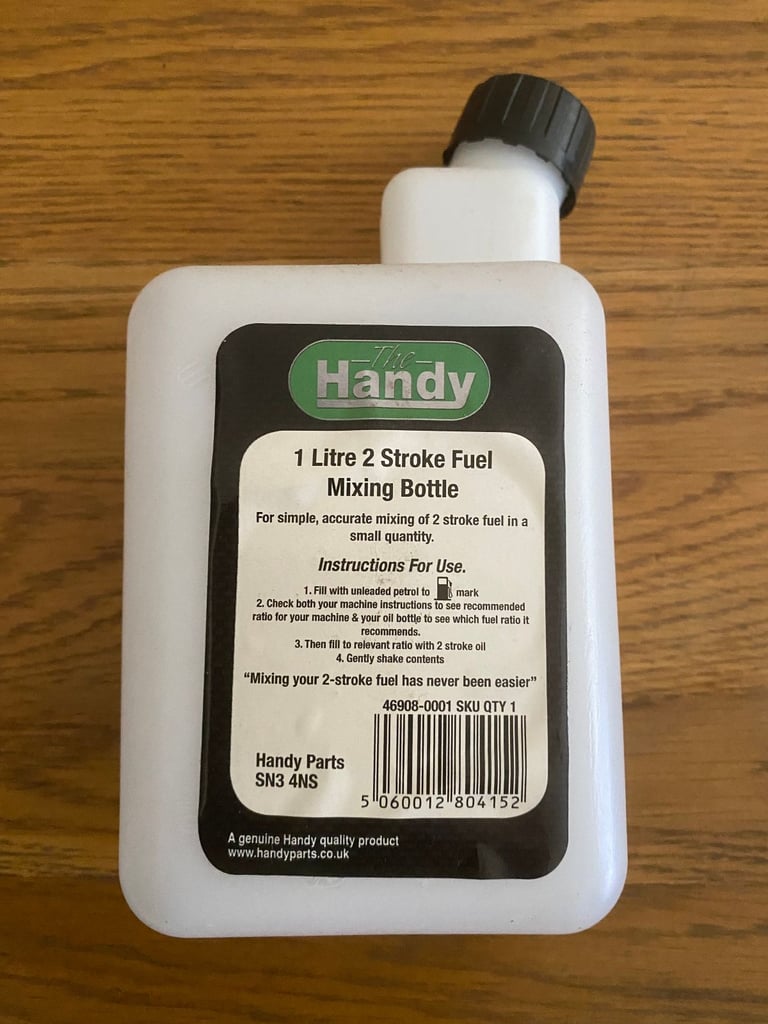 The
Handy
1 Litre 2 Stroke Fuel
Mixing Bottle
For simple, accurate mixing of 2 stroke fuel in a
small quantity.
Instructions For Use.
1. Fill with unleaded petrol to mark
2. Check both your machine instructions to see recommended
ratio for your machine & your oil bottle to see which fuel ratio it
recommends.
3. Then fill to relevant ratio with 2 stroke oil
4. Gently shake contents
“Mixing your 2-stroke fuel has never been easier”
46908-0001 SKU QTY 1
Handy Parts
SN3 4NS
5 060012 804152
A genuine Handy quality product
www.handyparts.co.uk